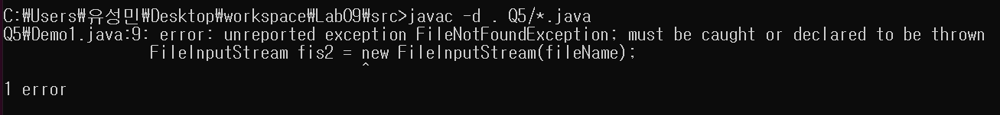 C:₩Users₩유성민₩Desktop₩workspace₩Lab09₩src>javac -d . Q5/*.java
Q5₩Demo1.java:9: error: unreported exception FileNotFoundException; must be caught or declared to be thrown
FileInputStream fis2 = new FileInputStream(fileName);
^
1 error